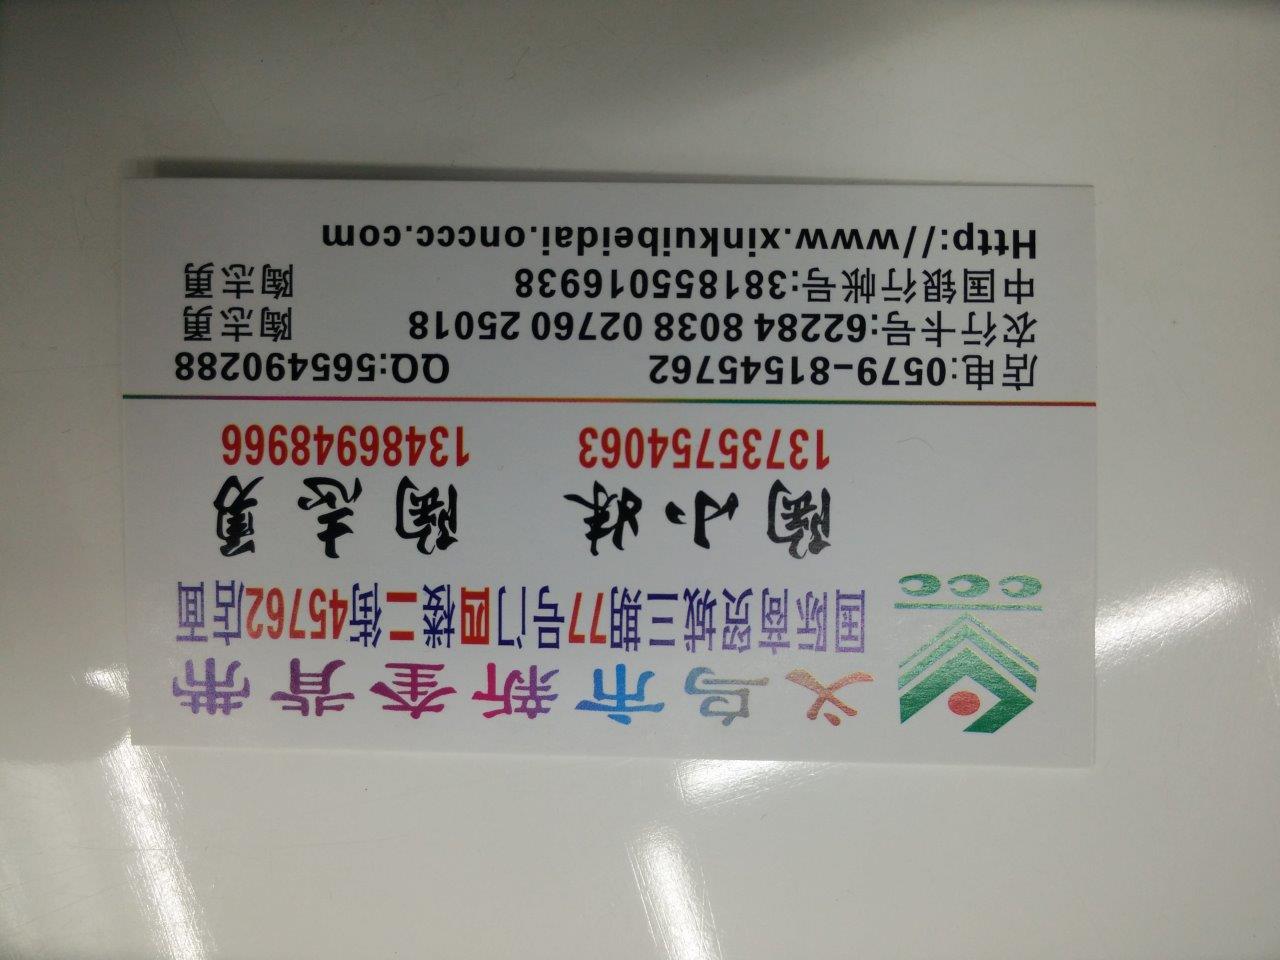 义乌市新奎背带
国际商贸城三期77号门四楼二街45762店面
陶小妹 陶志勇
13735754063 13486948966
店电:0579-81545762 QQ:565490288
农行卡号:62284 8038 02760 25018 陶志勇
中国银行帐号:381855016938 陶志勇
Http://www.xinkuibeidai.onccc.com
ccc